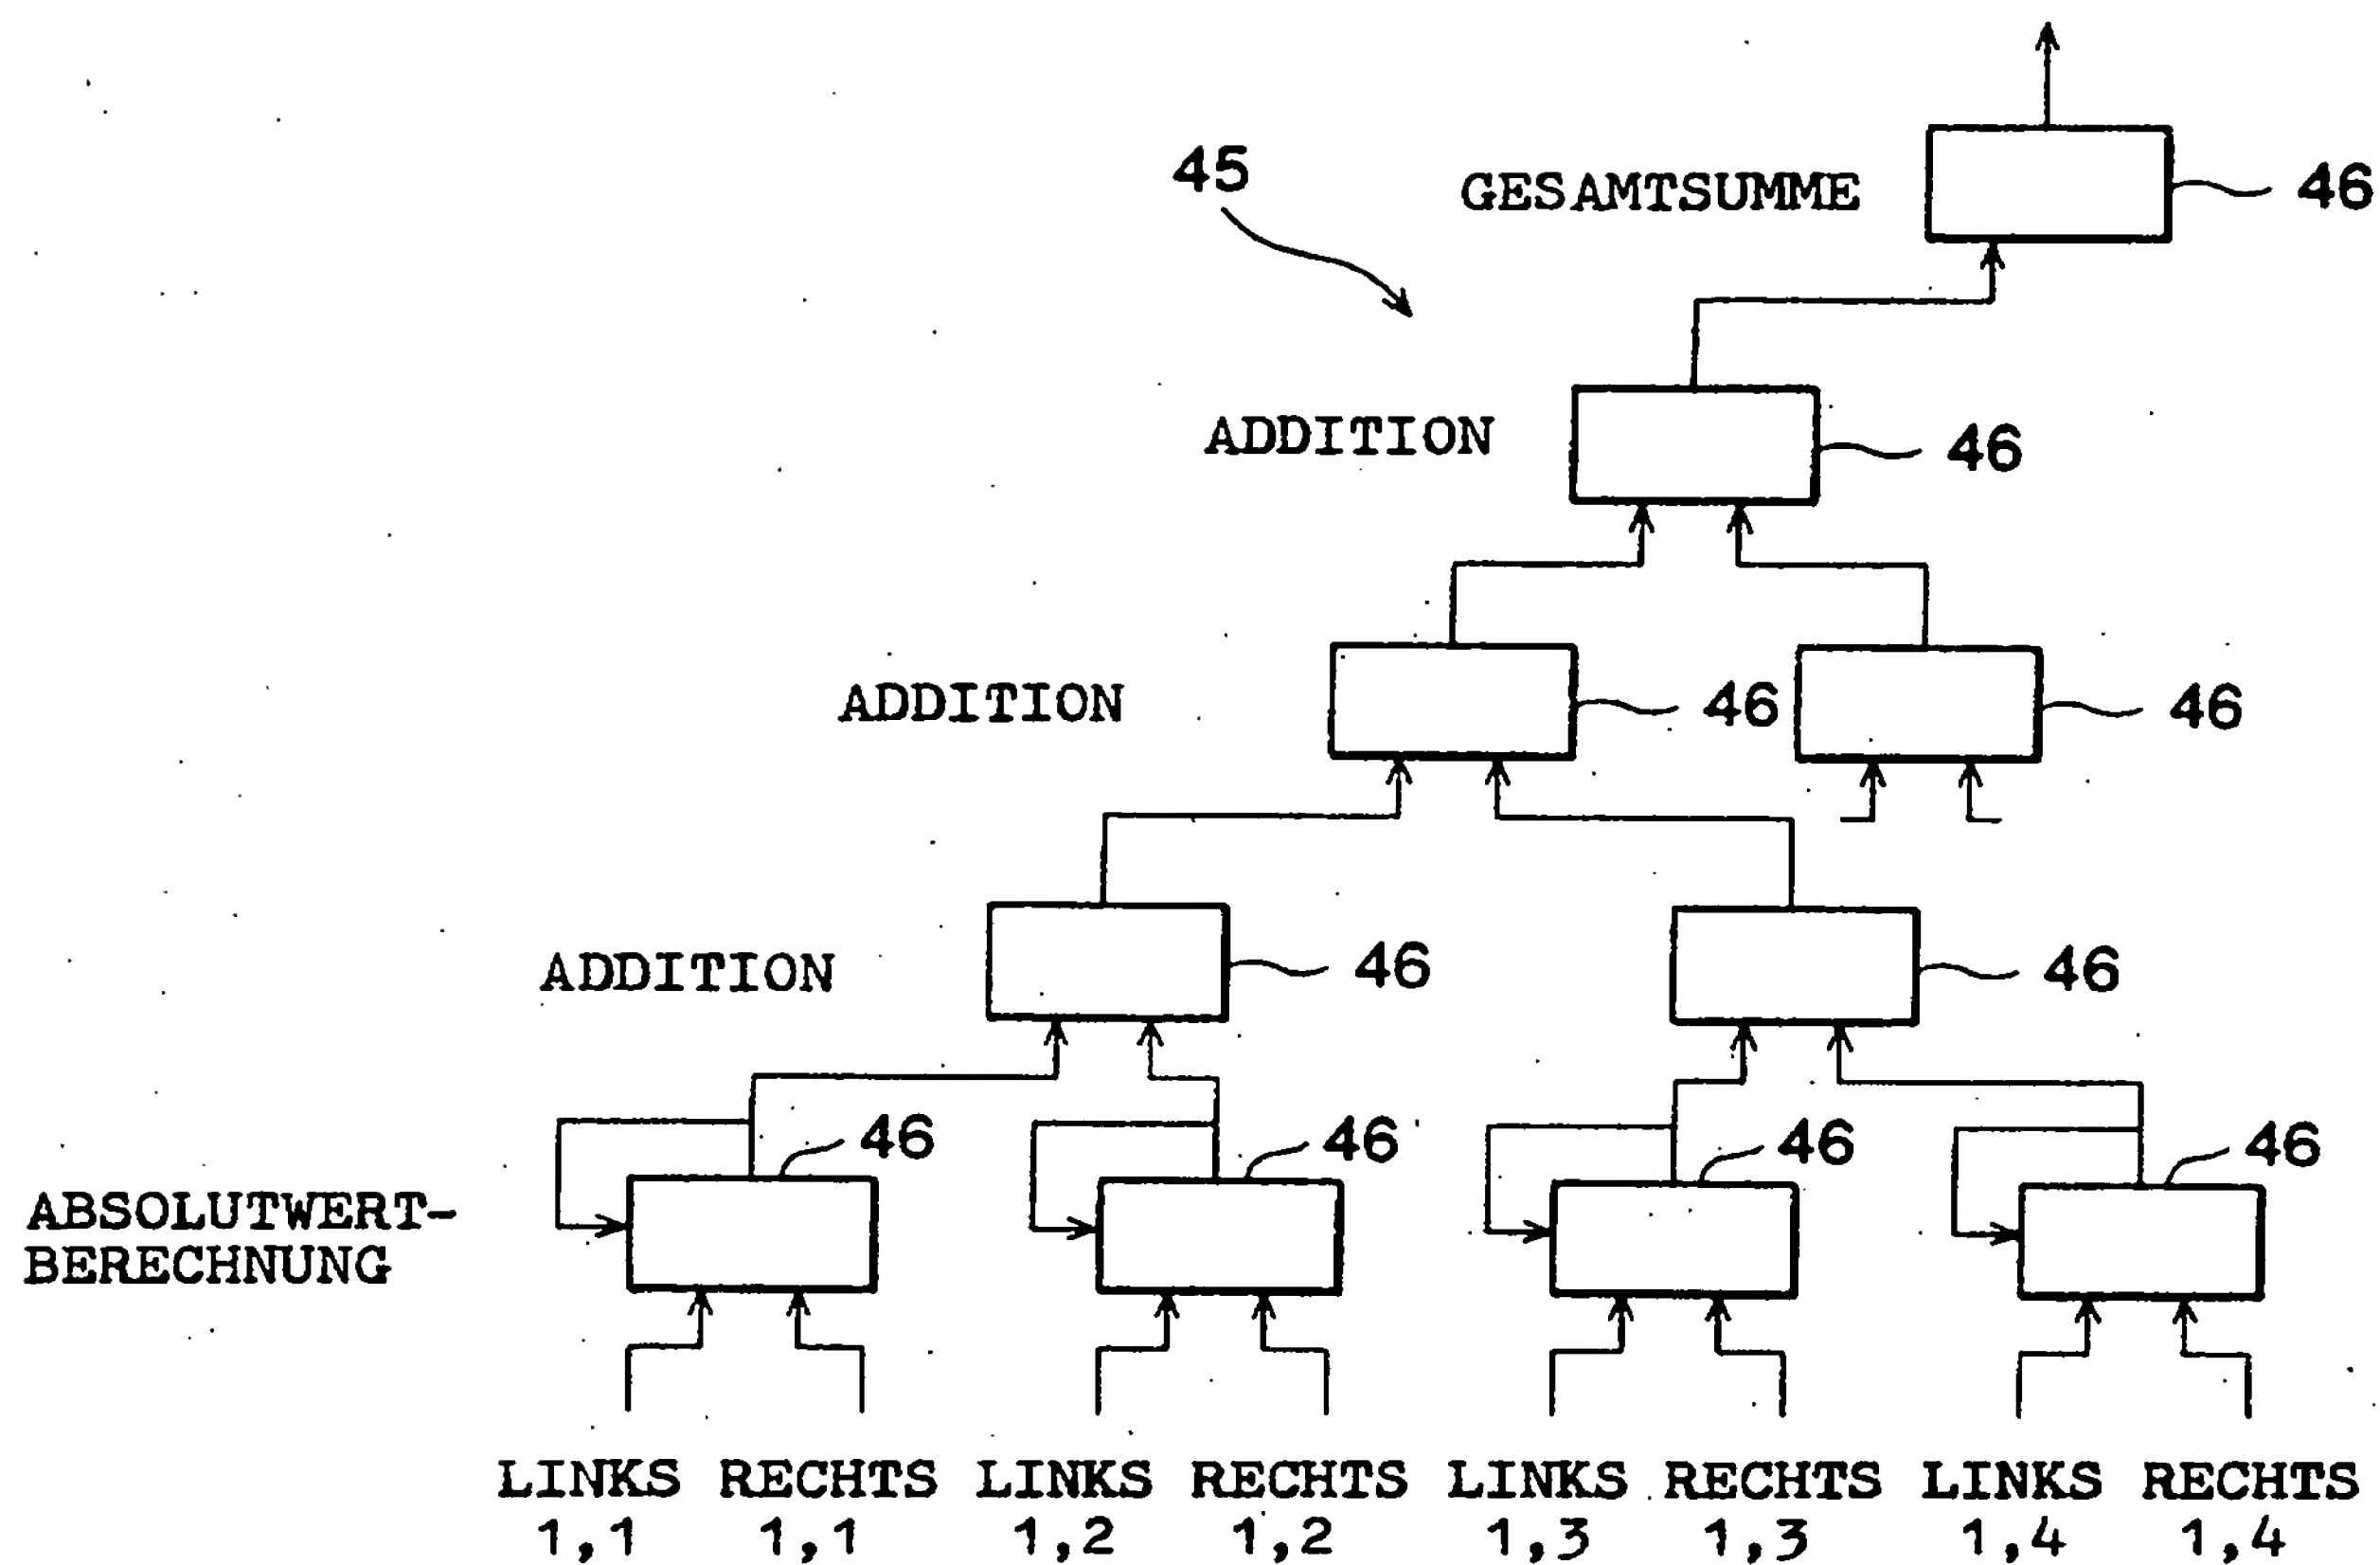 45
GESAMTSUMME 46
ADDITION 46
ADDITION 46 46
ADDITION 46 46
46 46 46 46
ABSOLUTWERT-
BERECHNUNG
LINKS RECHTS LINKS RECHTS LINKS RECHTS LINKS RECHTS
1,1 1,1 1,2 1,2 1,3 1,3 1,4 1,4